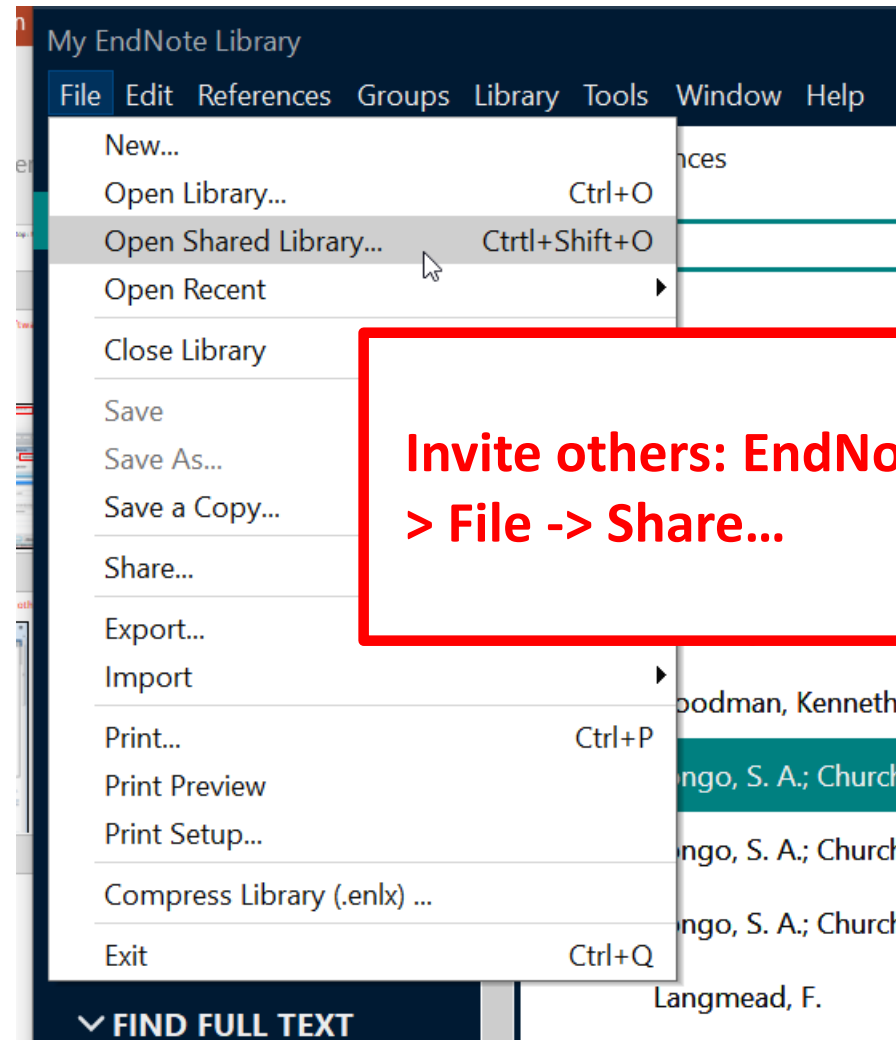 My EndNote Library
File Edit References Groups Library Tools Window Help
New...
nces
Open Library... Ctrl+O
Open Shared Library... Ctrtl+Shift+O
Open Recent
Close Library
Save
Save As...
Save a Copy...
Invite others: EndNo
> File -> Share...
Share...
Export...
Import
oodman, Kenneth
Print... Ctrl+P
Print Preview
ngo, S. A.; Church
Print Setup...
ngo, S. A.; Church
Compress Library (.enlx) ...
ngo, S. A.; Church
Exit Ctrl+Q
Langmead, F.
FIND FULL TEXT